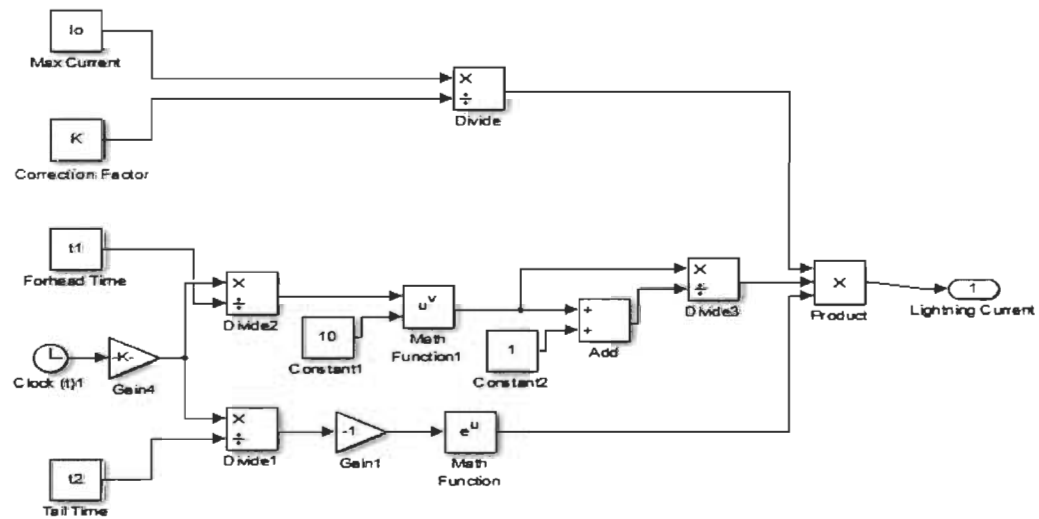 Io
Max Current
K
Correction Factor
×
÷
Divide
t1
Forhead Time
×
÷
Divide2
10
Constant1
u^v
Math
Function1
1
Constant2
+
+
Add
×
÷
Divide3
×
Product
1
Lightning Current
Clock (t)1
-K-
Gain4
×
÷
Divide1
-1
Gain1
e^u
Math
Function
t2
Tail Time